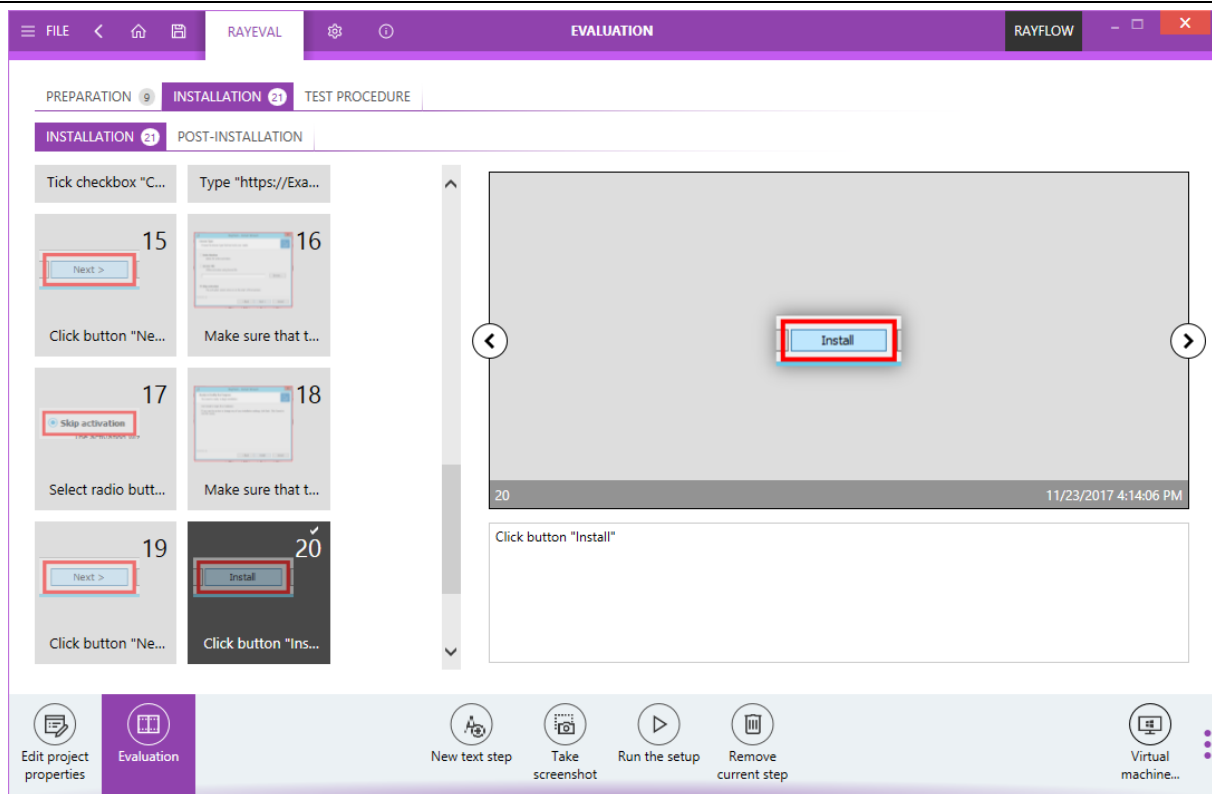 FILE
RAYEVAL
EVALUATION
RAYFLOW
PREPARATION 9
INSTALLATION 21
TEST PROCEDURE
INSTALLATION 21
POST-INSTALLATION
Tick checkbox "C...
Type "https://Exa...
15
Next >
Click button "Ne...
16
Make sure that t...
17
Skip activation
Select radio butt...
18
Make sure that t...
19
Next >
Click button "Ne...
20
Install
Click button "Ins...
Install
20
11/23/2017 4:14:06 PM
Click button "Install"
Edit project
properties
Evaluation
New text step
Take
screenshot
Run the setup
Remove
current step
Virtual
machine...